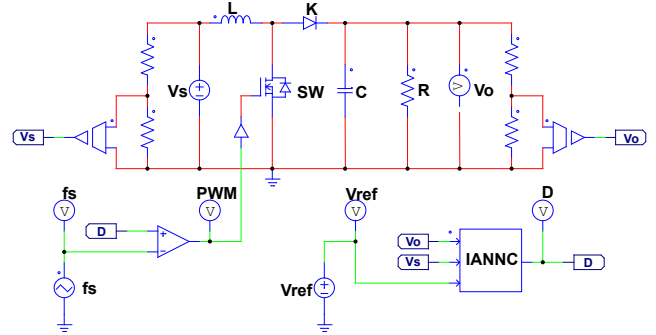 L K
Vs SW C R Vo
Vs Vo
fs PWM Vref D
V V V V V
D Vo
fs Vref Vs IANNC D